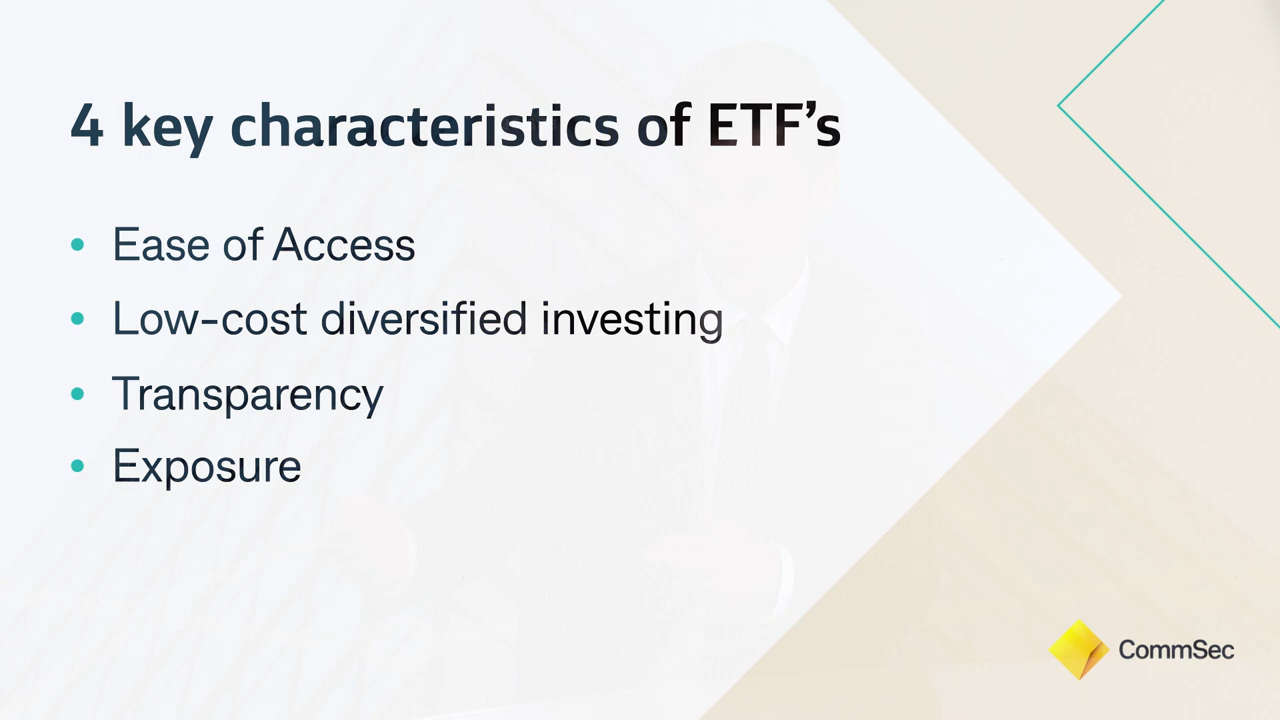 4 key characteristics of ETF’s
• Ease of Access
• Low-cost diversified investing
• Transparency
• Exposure
CommSec